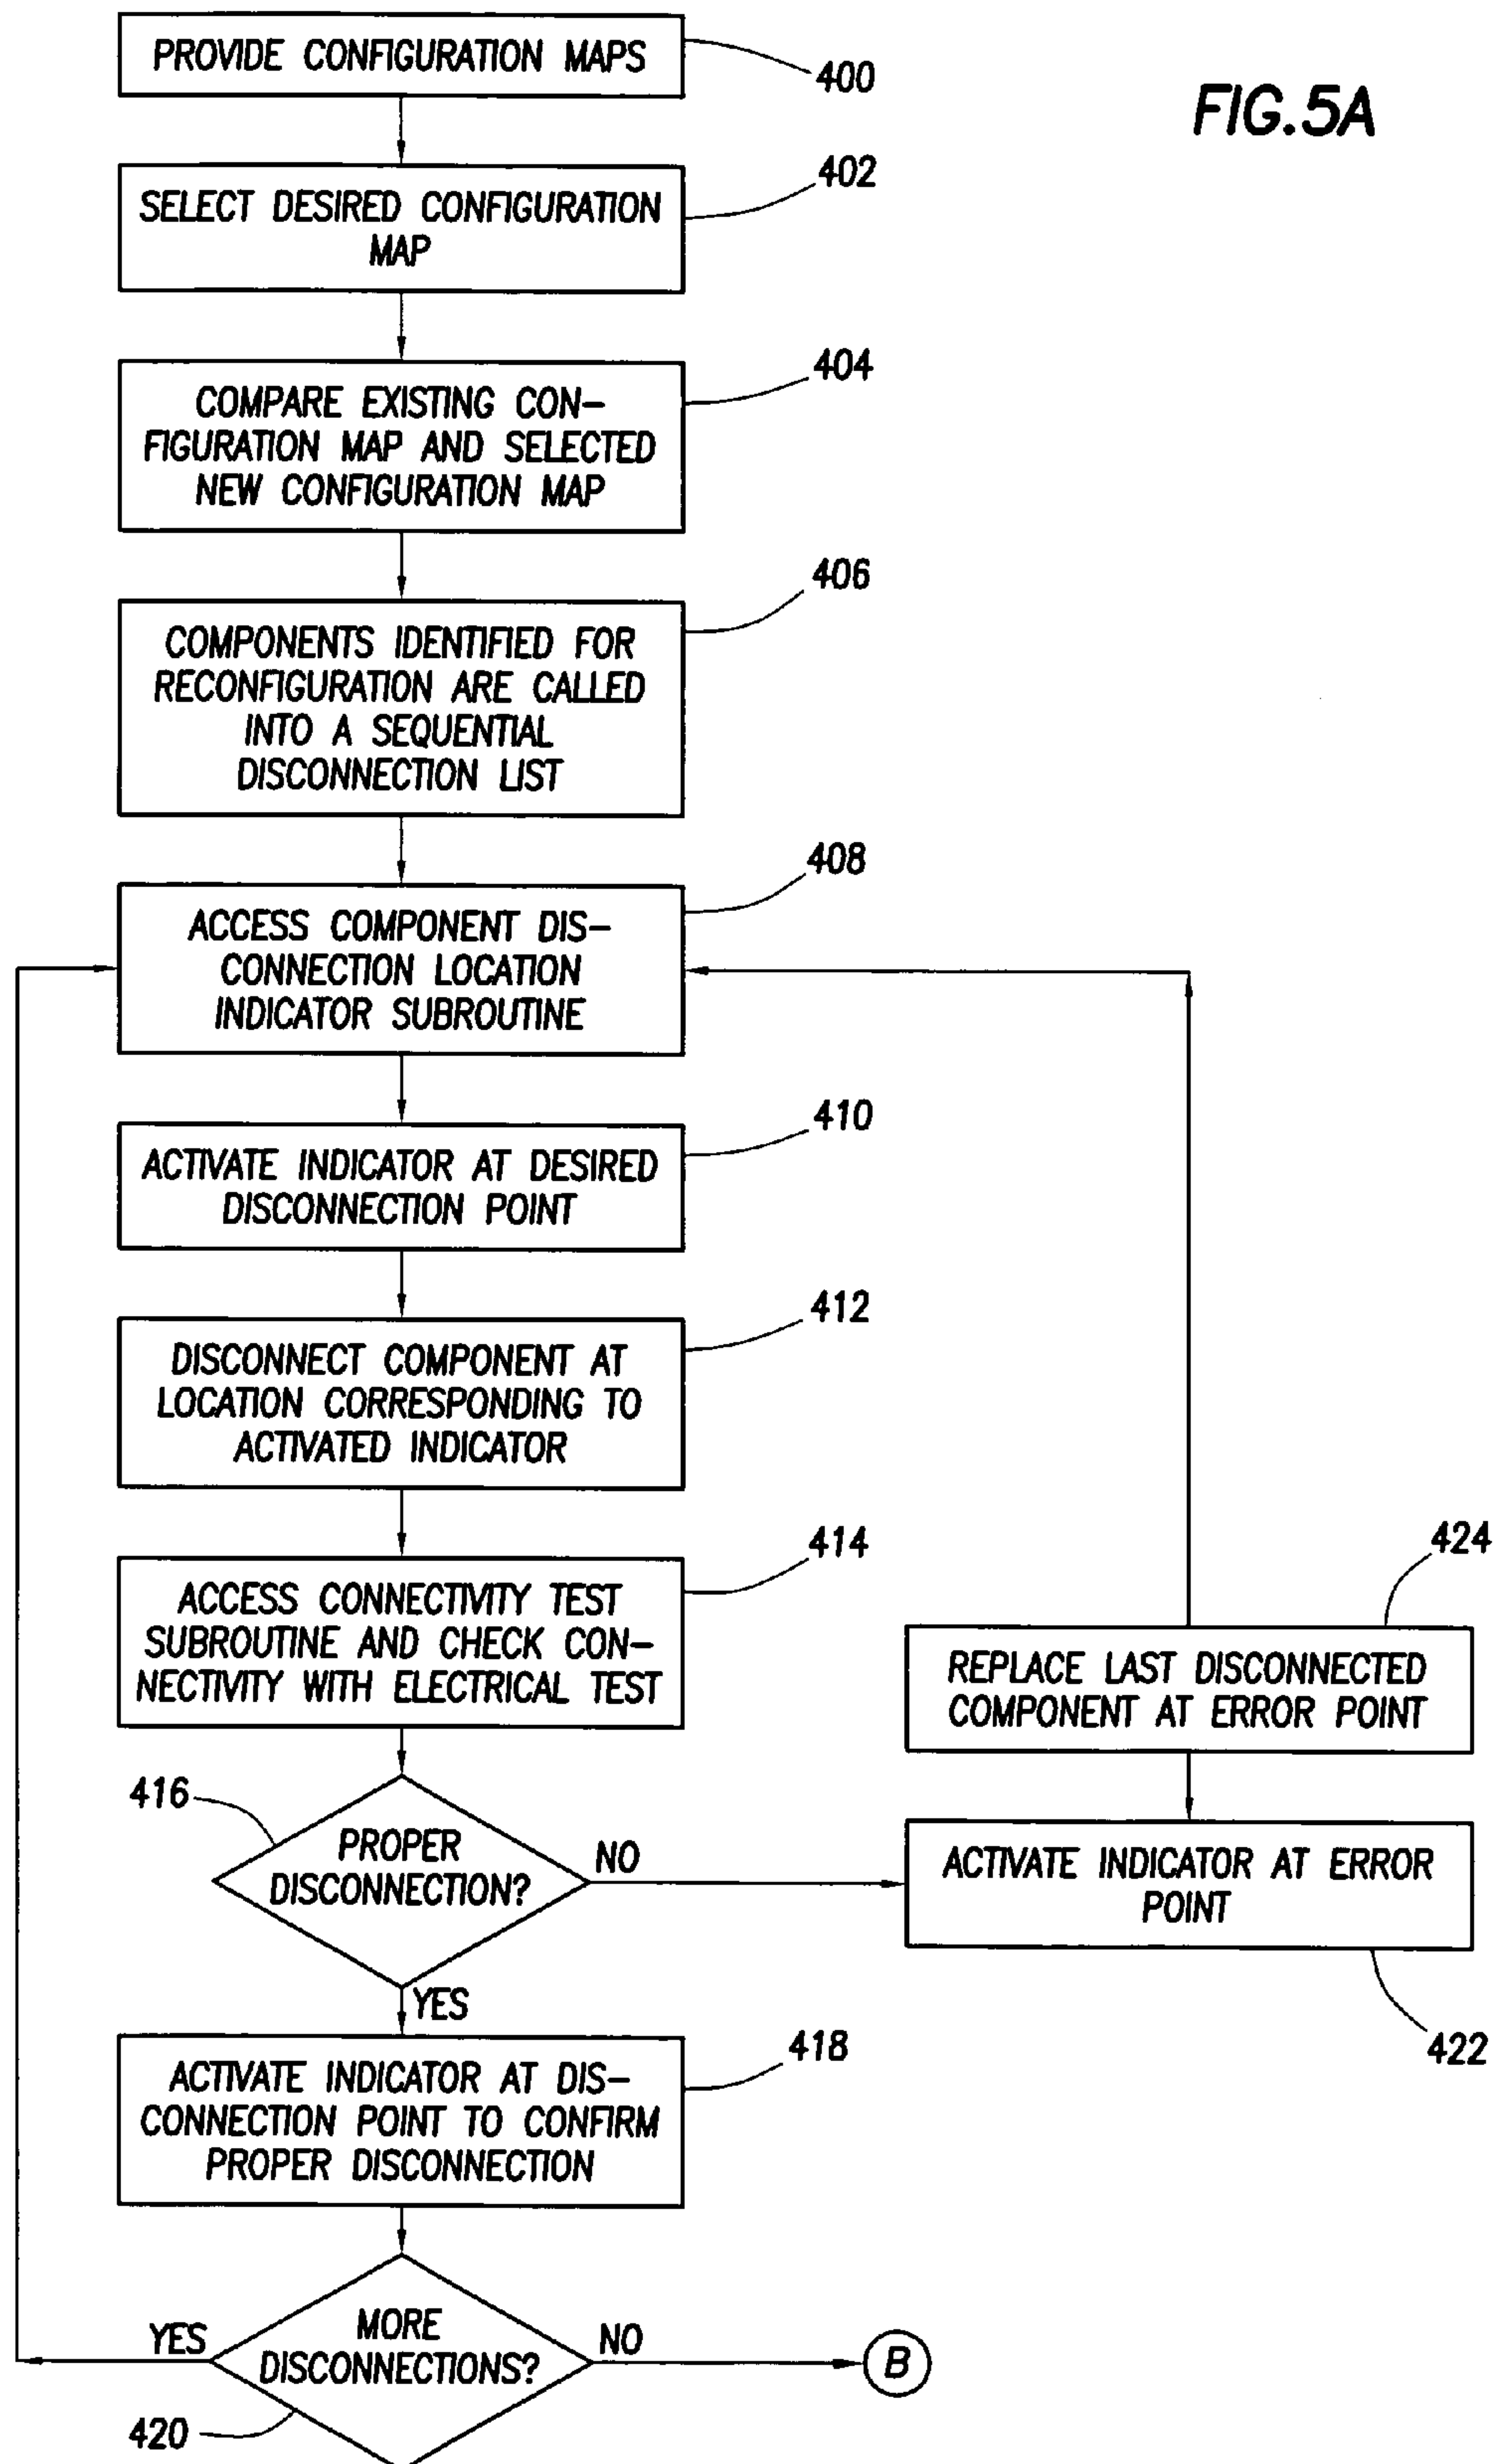 PROVIDE CONFIGURATION MAPS
400
FIG.5A
402
SELECT DESIRED CONFIGURATION
MAP
404
COMPARE EXISTING CON-
FIGURATION MAP AND SELECTED
NEW CONFIGURATION MAP
406
COMPONENTS IDENTIFIED FOR
RECONFIGURATION ARE CALLED
INTO A SEQUENTIAL
DISCONNECTION LIST
408
ACCESS COMPONENT DIS-
CONNECTION LOCATION
INDICATOR SUBROUTINE
410
ACTIVATE INDICATOR AT DESIRED
DISCONNECTION POINT
412
DISCONNECT COMPONENT AT
LOCATION CORRESPONDING TO
ACTIVATED INDICATOR
414
ACCESS CONNECTIVITY TEST
SUBROUTINE AND CHECK CON-
NECTIVITY WITH ELECTRICAL TEST
424
REPLACE LAST DISCONNECTED
COMPONENT AT ERROR POINT
416
PROPER
DISCONNECTION?
NO
ACTIVATE INDICATOR AT ERROR
POINT
422
YES
418
ACTIVATE INDICATOR AT DIS-
CONNECTION POINT TO CONFIRM
PROPER DISCONNECTION
YES
MORE
DISCONNECTIONS?
NO
B
420